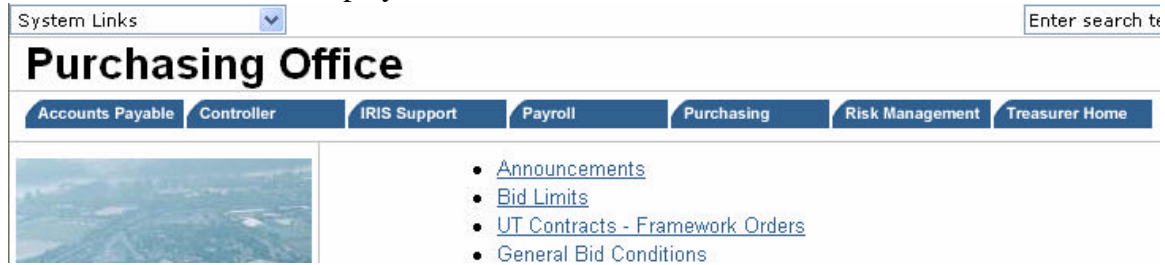 System Links
Enter search te
Purchasing Office
Accounts Payable Controller IRIS Support Payroll Purchasing Risk Management Treasurer Home
Announcements
Bid Limits
UT Contracts - Framework Orders
General Bid Conditions